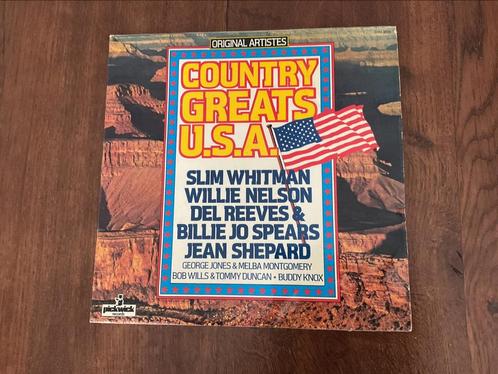 ORIGINAL ARTISTES
COUNTRY
GREATS
U.S.A.
SLIM WHITMAN
WILLIE NELSON
DEL REEVES &
BILLIE JO SPEARS
JEAN SHEPARD
GEORGE JONES & MELBA MONTGOMERY
BOB WILLS & TOMMY DUNCAN • BUDDY KNOX
pickwick
records